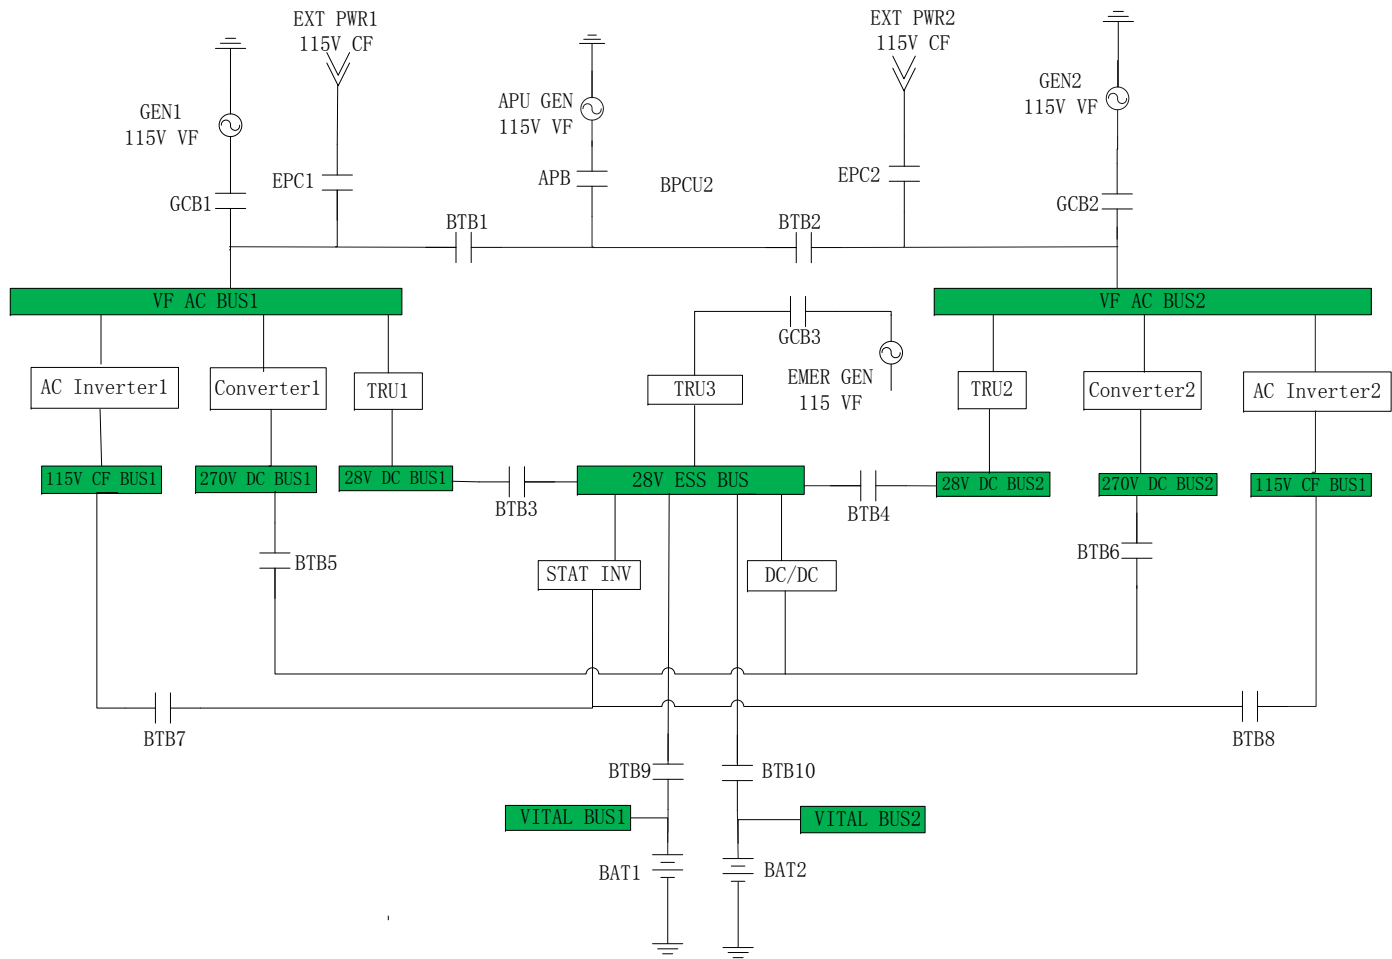 EXT PWR1
115V CF
EXT PWR2
115V CF
GEN1
115V VF
APU GEN
115V VF
GEN2
115V VF
EPC1
APB
BPCU2
EPC2
GCB1
GCB2
BTB1
BTB2
VF AC BUS1
VF AC BUS2
GCB3
AC Inverter1
Converter1
TRU1
TRU3
EMER GEN
115 VF
TRU2
Converter2
AC Inverter2
115V CF BUS1
270V DC BUS1
28V DC BUS1
28V ESS BUS
28V DC BUS2
270V DC BUS2
115V CF BUS1
BTB3
BTB4
BTB5
BTB6
STAT INV
DC/DC
BTB7
BTB8
BTB9
BTB10
VITAL BUS1
VITAL BUS2
BAT1
BAT2